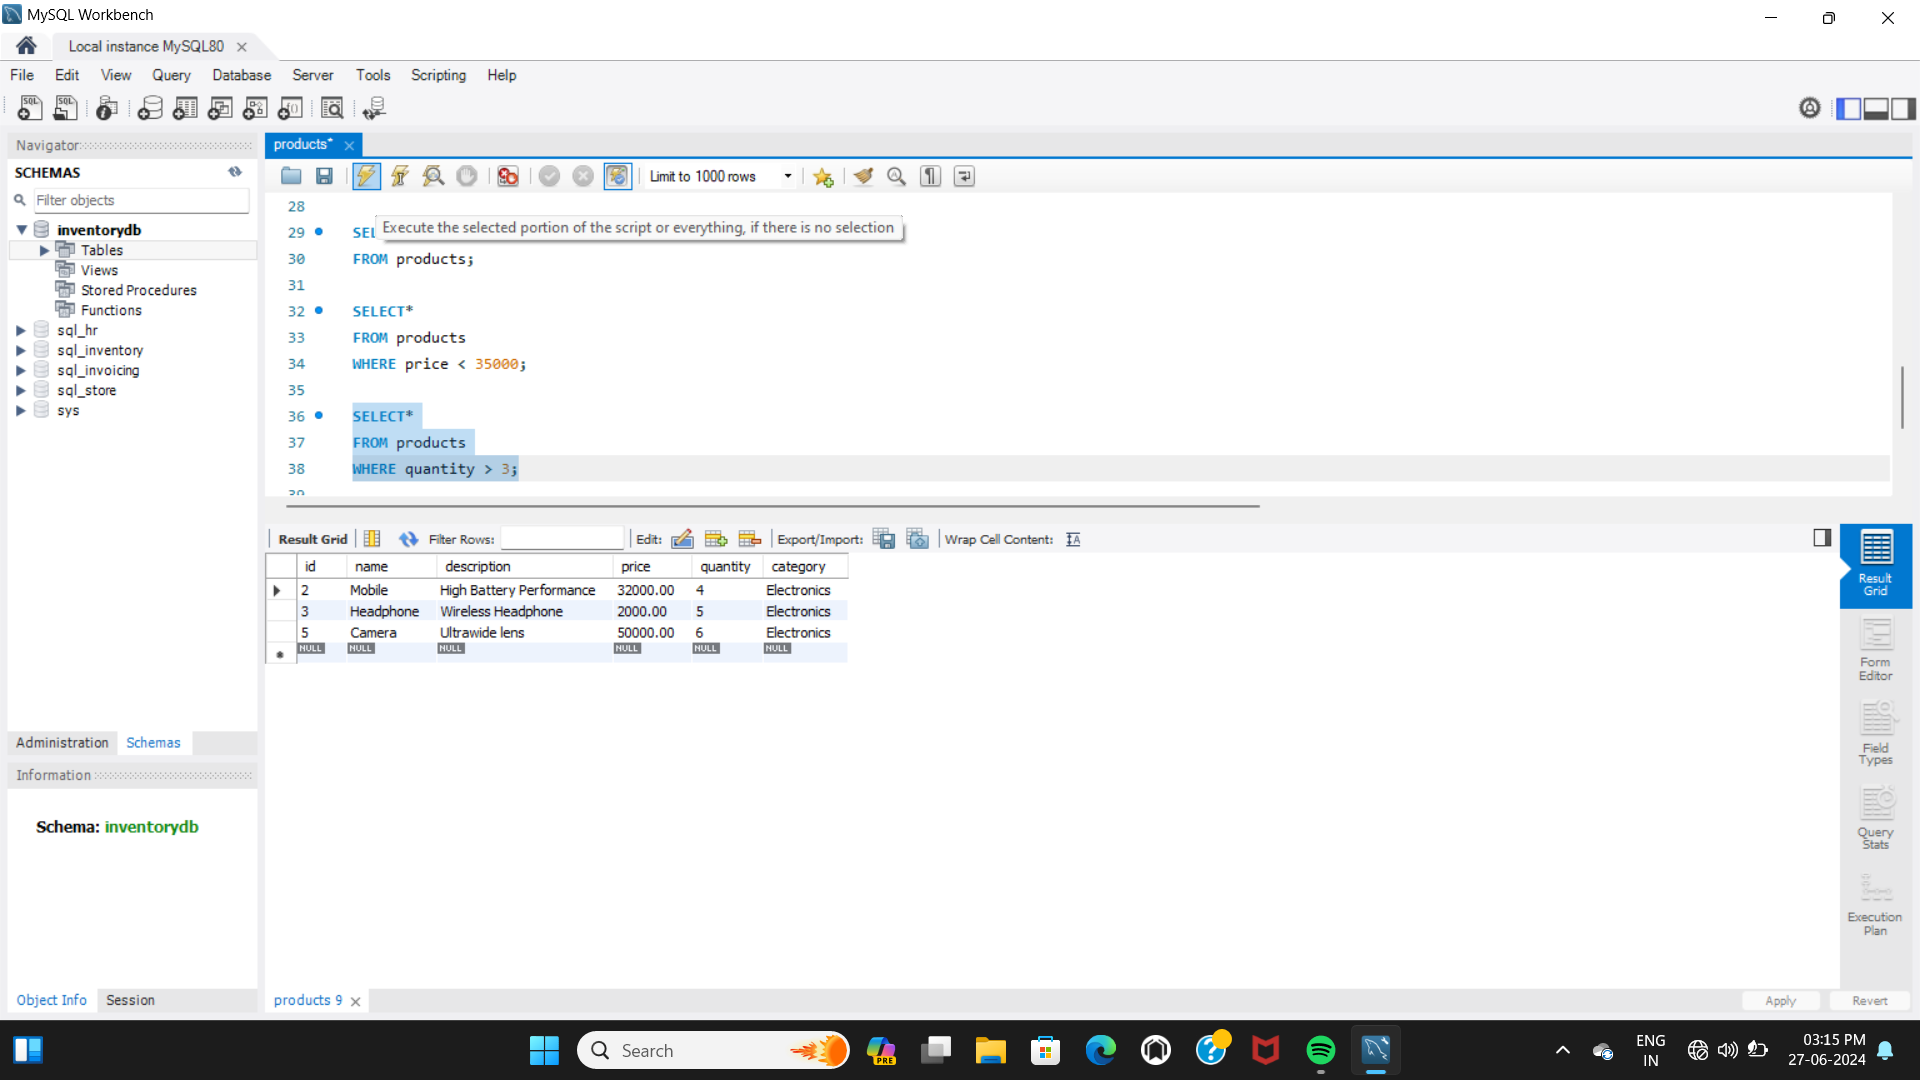 MySQL Workbench
Local instance MySQL80
File Edit View Query Database Server Tools Scripting Help
Navigator
SCHEMAS
Filter objects
inventorydb
Tables
Views
Stored Procedures
Functions
sql_hr
sql_inventory
sql_invoicing
sql_store
sys
Administration Schemas
Information
Schema: inventorydb
Object Info Session
products*
Limit to 1000 rows
Execute the selected portion of the script or everything, if there is no selection
28
29 SEL
30 FROM products;
31
32 SELECT*
33 FROM products
34 WHERE price < 35000;
35
36 SELECT*
37 FROM products
38 WHERE quantity > 3;
39
Result Grid Filter Rows: Edit: Export/Import: Wrap Cell Content:
id name description price quantity category
2 Mobile High Battery Performance 32000.00 4 Electronics
3 Headphone Wireless Headphone 2000.00 5 Electronics
5 Camera Ultrawide lens 50000.00 6 Electronics
NULL NULL NULL NULL NULL NULL
Result
Grid
Form
Editor
Field
Types
Query
Stats
Execution
Plan
products 9
Apply Revert
Search
PRE
ENG
IN
03:15 PM
27-06-2024